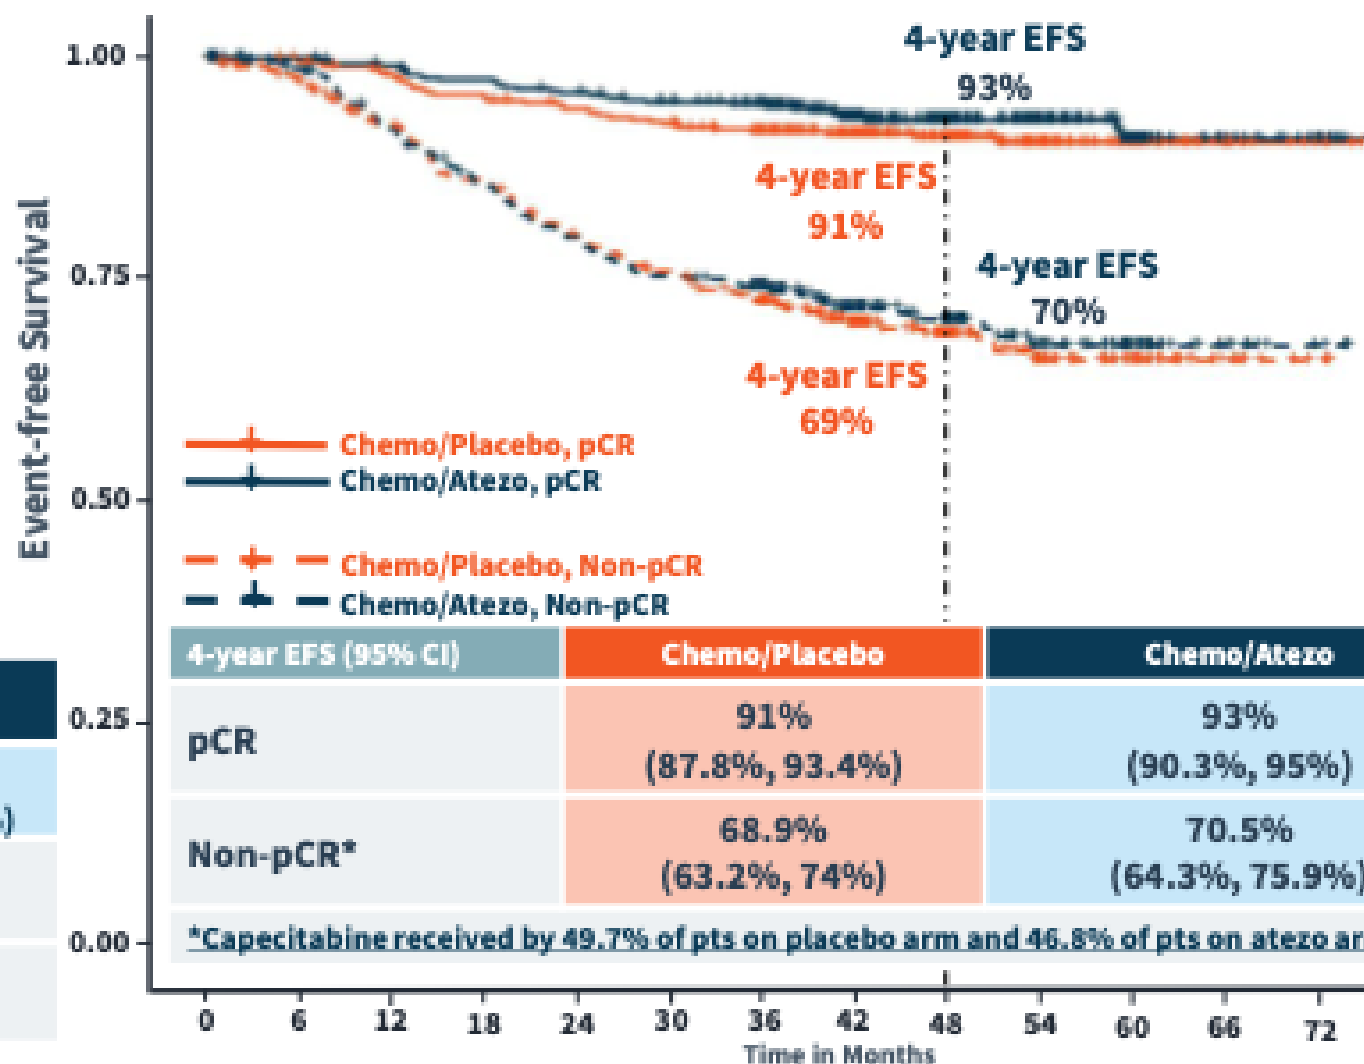 4-year EFS
93%
1.00
4-year EFS
91%
0.75
4-year EFS
70%
4-year EFS
69%
Event-free Survival
Chemo/Placebo, pCR
Chemo/Atezo, pCR
0.50
Chemo/Placebo, Non-pCR
Chemo/Atezo, Non-pCR
4-year EFS (95% CI) Chemo/Placebo Chemo/Atezo
0.25
pCR 91% 93%
(87.8%, 93.4%) (90.3%, 95%)
)
Non-pCR* 68.9% 70.5%
(63.2%, 74%) (64.3%, 75.9%)
0.00
*Capecitabine received by 49.7% of pts on placebo arm and 46.8% of pts on atezo ar
0 6 12 18 24 30 36 42 48 54 60 66 72
Time in Months